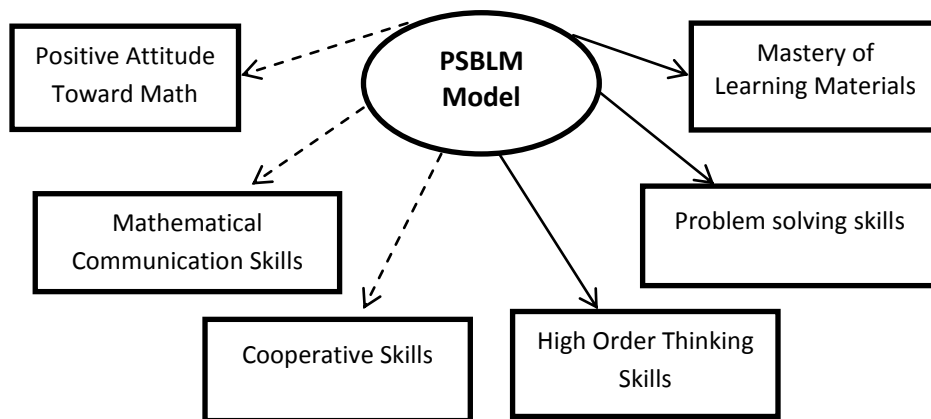 Positive Attitude
Toward Math
PSBLM
Model
Mastery of
Learning Materials
Mathematical
Communication Skills
Problem solving skills
Cooperative Skills
High Order Thinking
Skills